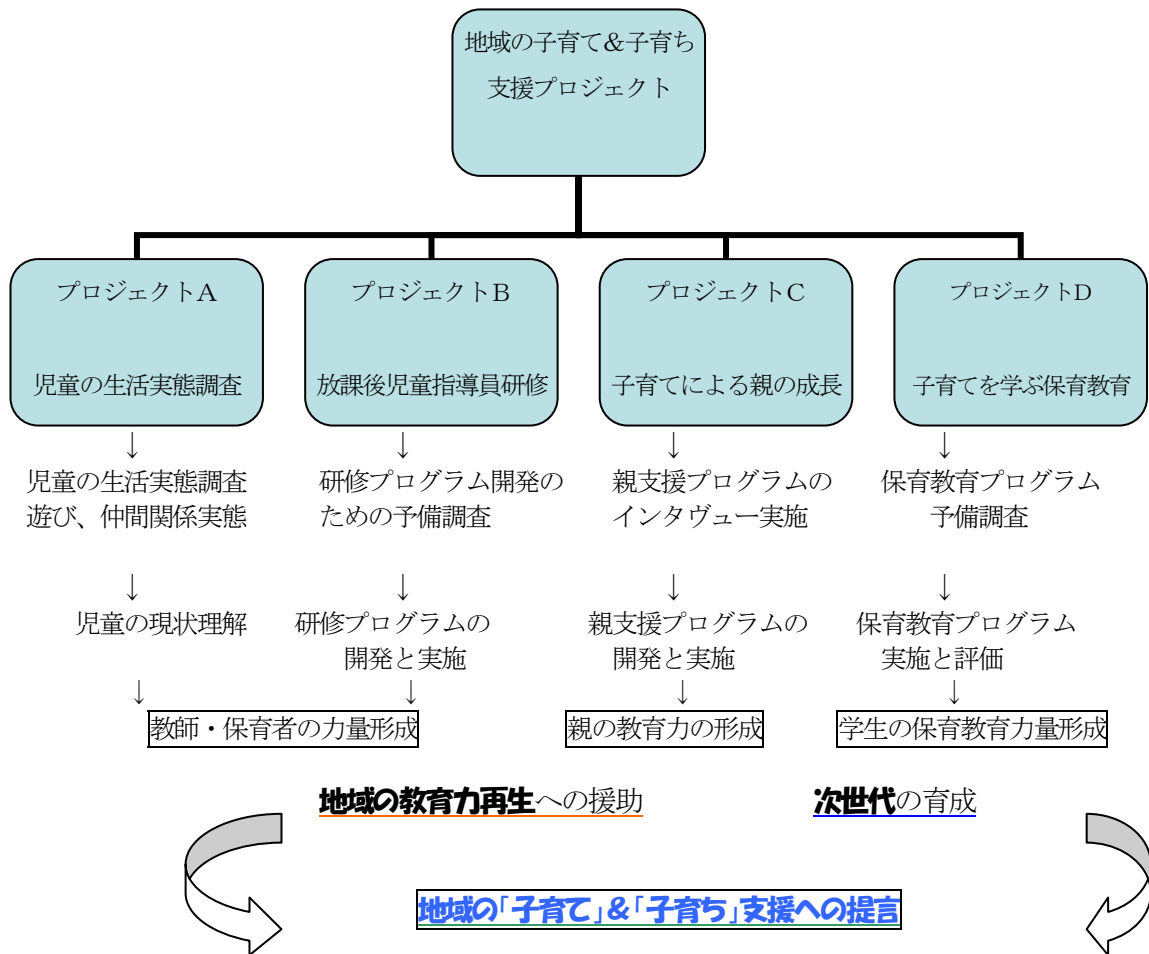 地域の子育て＆子育ち
支援プロジェクト
プロジェクトA
児童の生活実態調査
プロジェクトB
放課後児童指導員研修
プロジェクトC
子育てによる親の成長
プロジェクトD
子育てを学ぶ保育教育
↓
児童の生活実態調査
遊び、仲間関係実態
↓
児童の現状理解
↓
↓
研修プログラム開発の
ための予備調査
↓
研修プログラムの
開発と実施
↓
教師・保育者の力量形成
↓
親支援プログラムの
インタヴュー実施
↓
親支援プログラムの
開発と実施
↓
親の教育力の形成
↓
保育教育プログラム
予備調査
↓
保育教育プログラム
実施と評価
↓
学生の保育教育力量形成
地域の教育力再生への援助
次世代の育成
地域の「子育て」&「子育ち」支援への提言